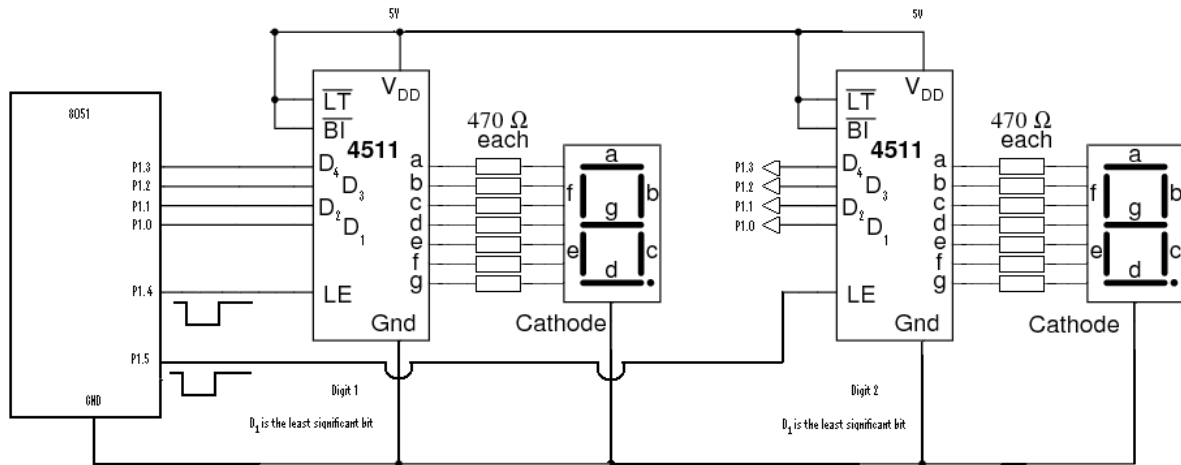 5V
5V
8051
LT
BI
4511
VDD
470 Ω
each
P1.3
P1.2
P1.1
P1.0
P1.4
P1.5
GND
D4
D3
D2
D1
LE
Gnd
a
b
c
d
e
f
g
a
f
b
g
e
c
d
Cathode
Digit 1
D1 is the least significant bit
LT
BI
4511
VDD
470 Ω
each
P1.3
P1.2
P1.1
P1.0
D4
D3
D2
D1
LE
Gnd
a
b
c
d
e
f
g
a
f
b
g
e
c
d
Cathode
Digit 2
D1 is the least significant bit